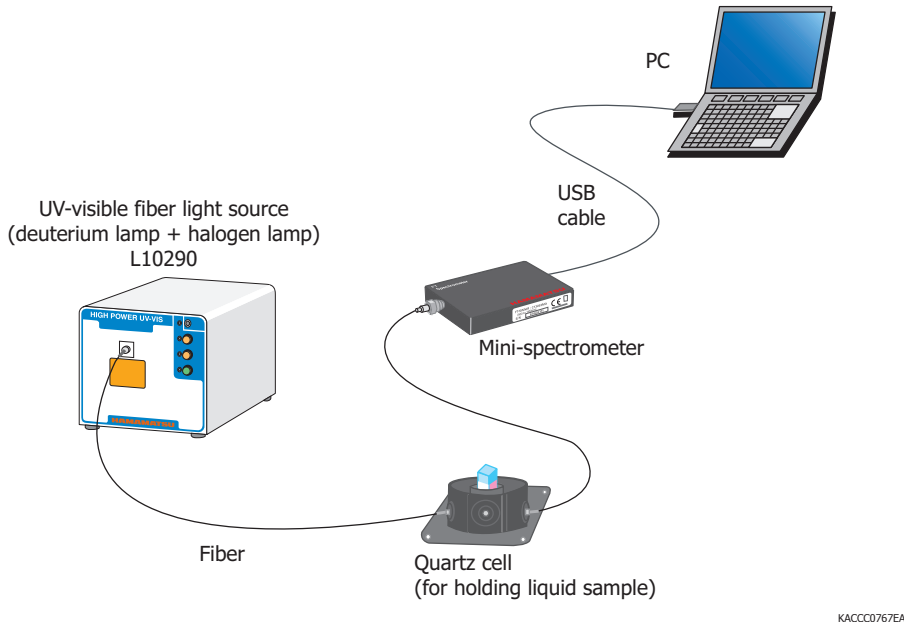 PC
USB
cable
UV-visible fiber light source
(deuterium lamp + halogen lamp)
L10290
HIGH POWER UV-VIS
HAMAMATSU
Mini-spectrometer
Fiber
Quartz cell
(for holding liquid sample)
KACCC0767EA